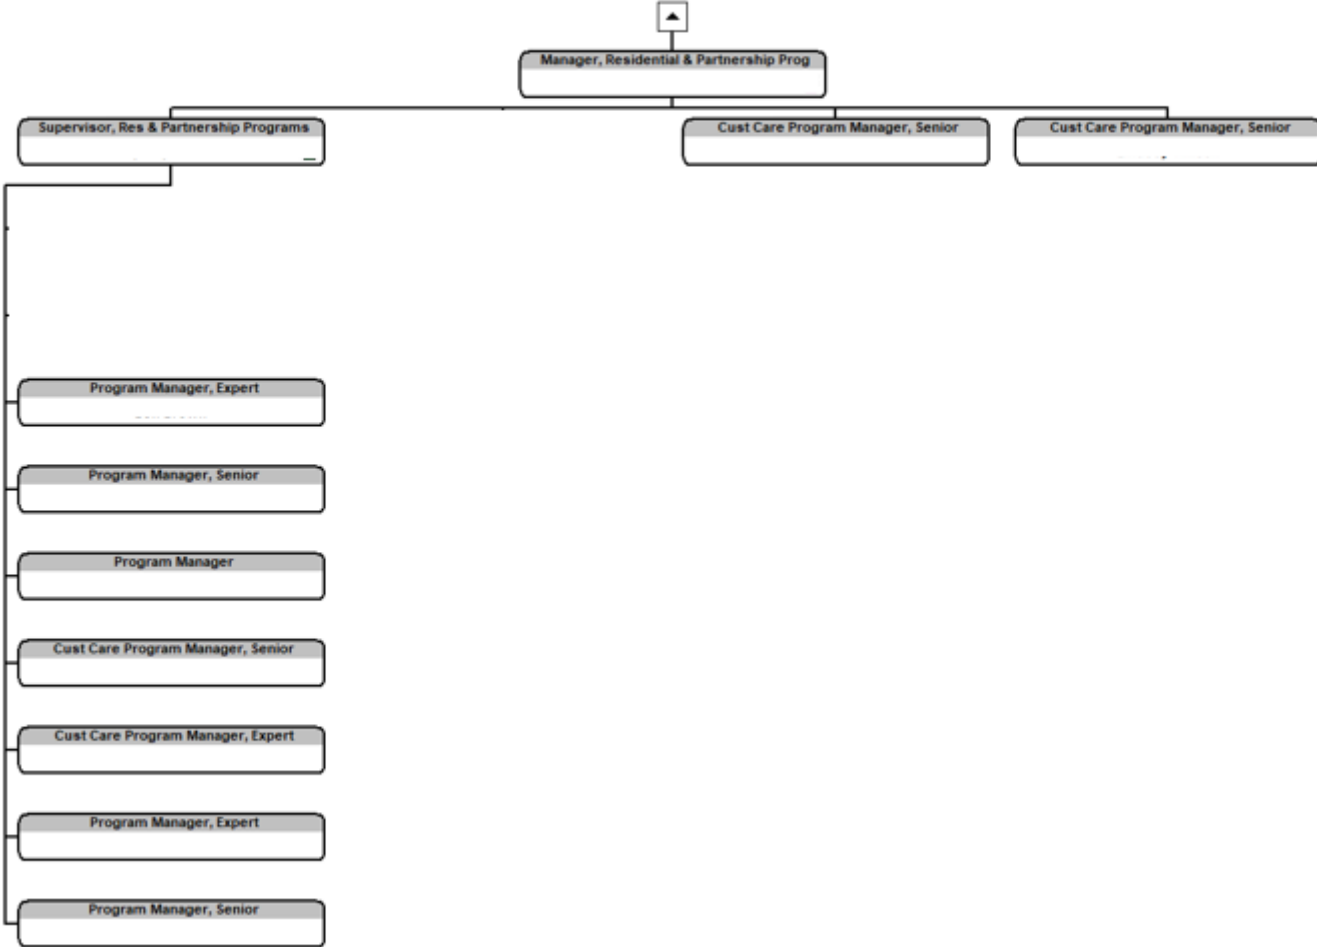 Manager, Residential & Partnership Prog
Supervisor, Res & Partnership Programs
Cust Care Program Manager, Senior
Cust Care Program Manager, Senior
Program Manager, Expert
Program Manager, Senior
Program Manager
Cust Care Program Manager, Senior
Cust Care Program Manager, Expert
Program Manager, Expert
Program Manager, Senior